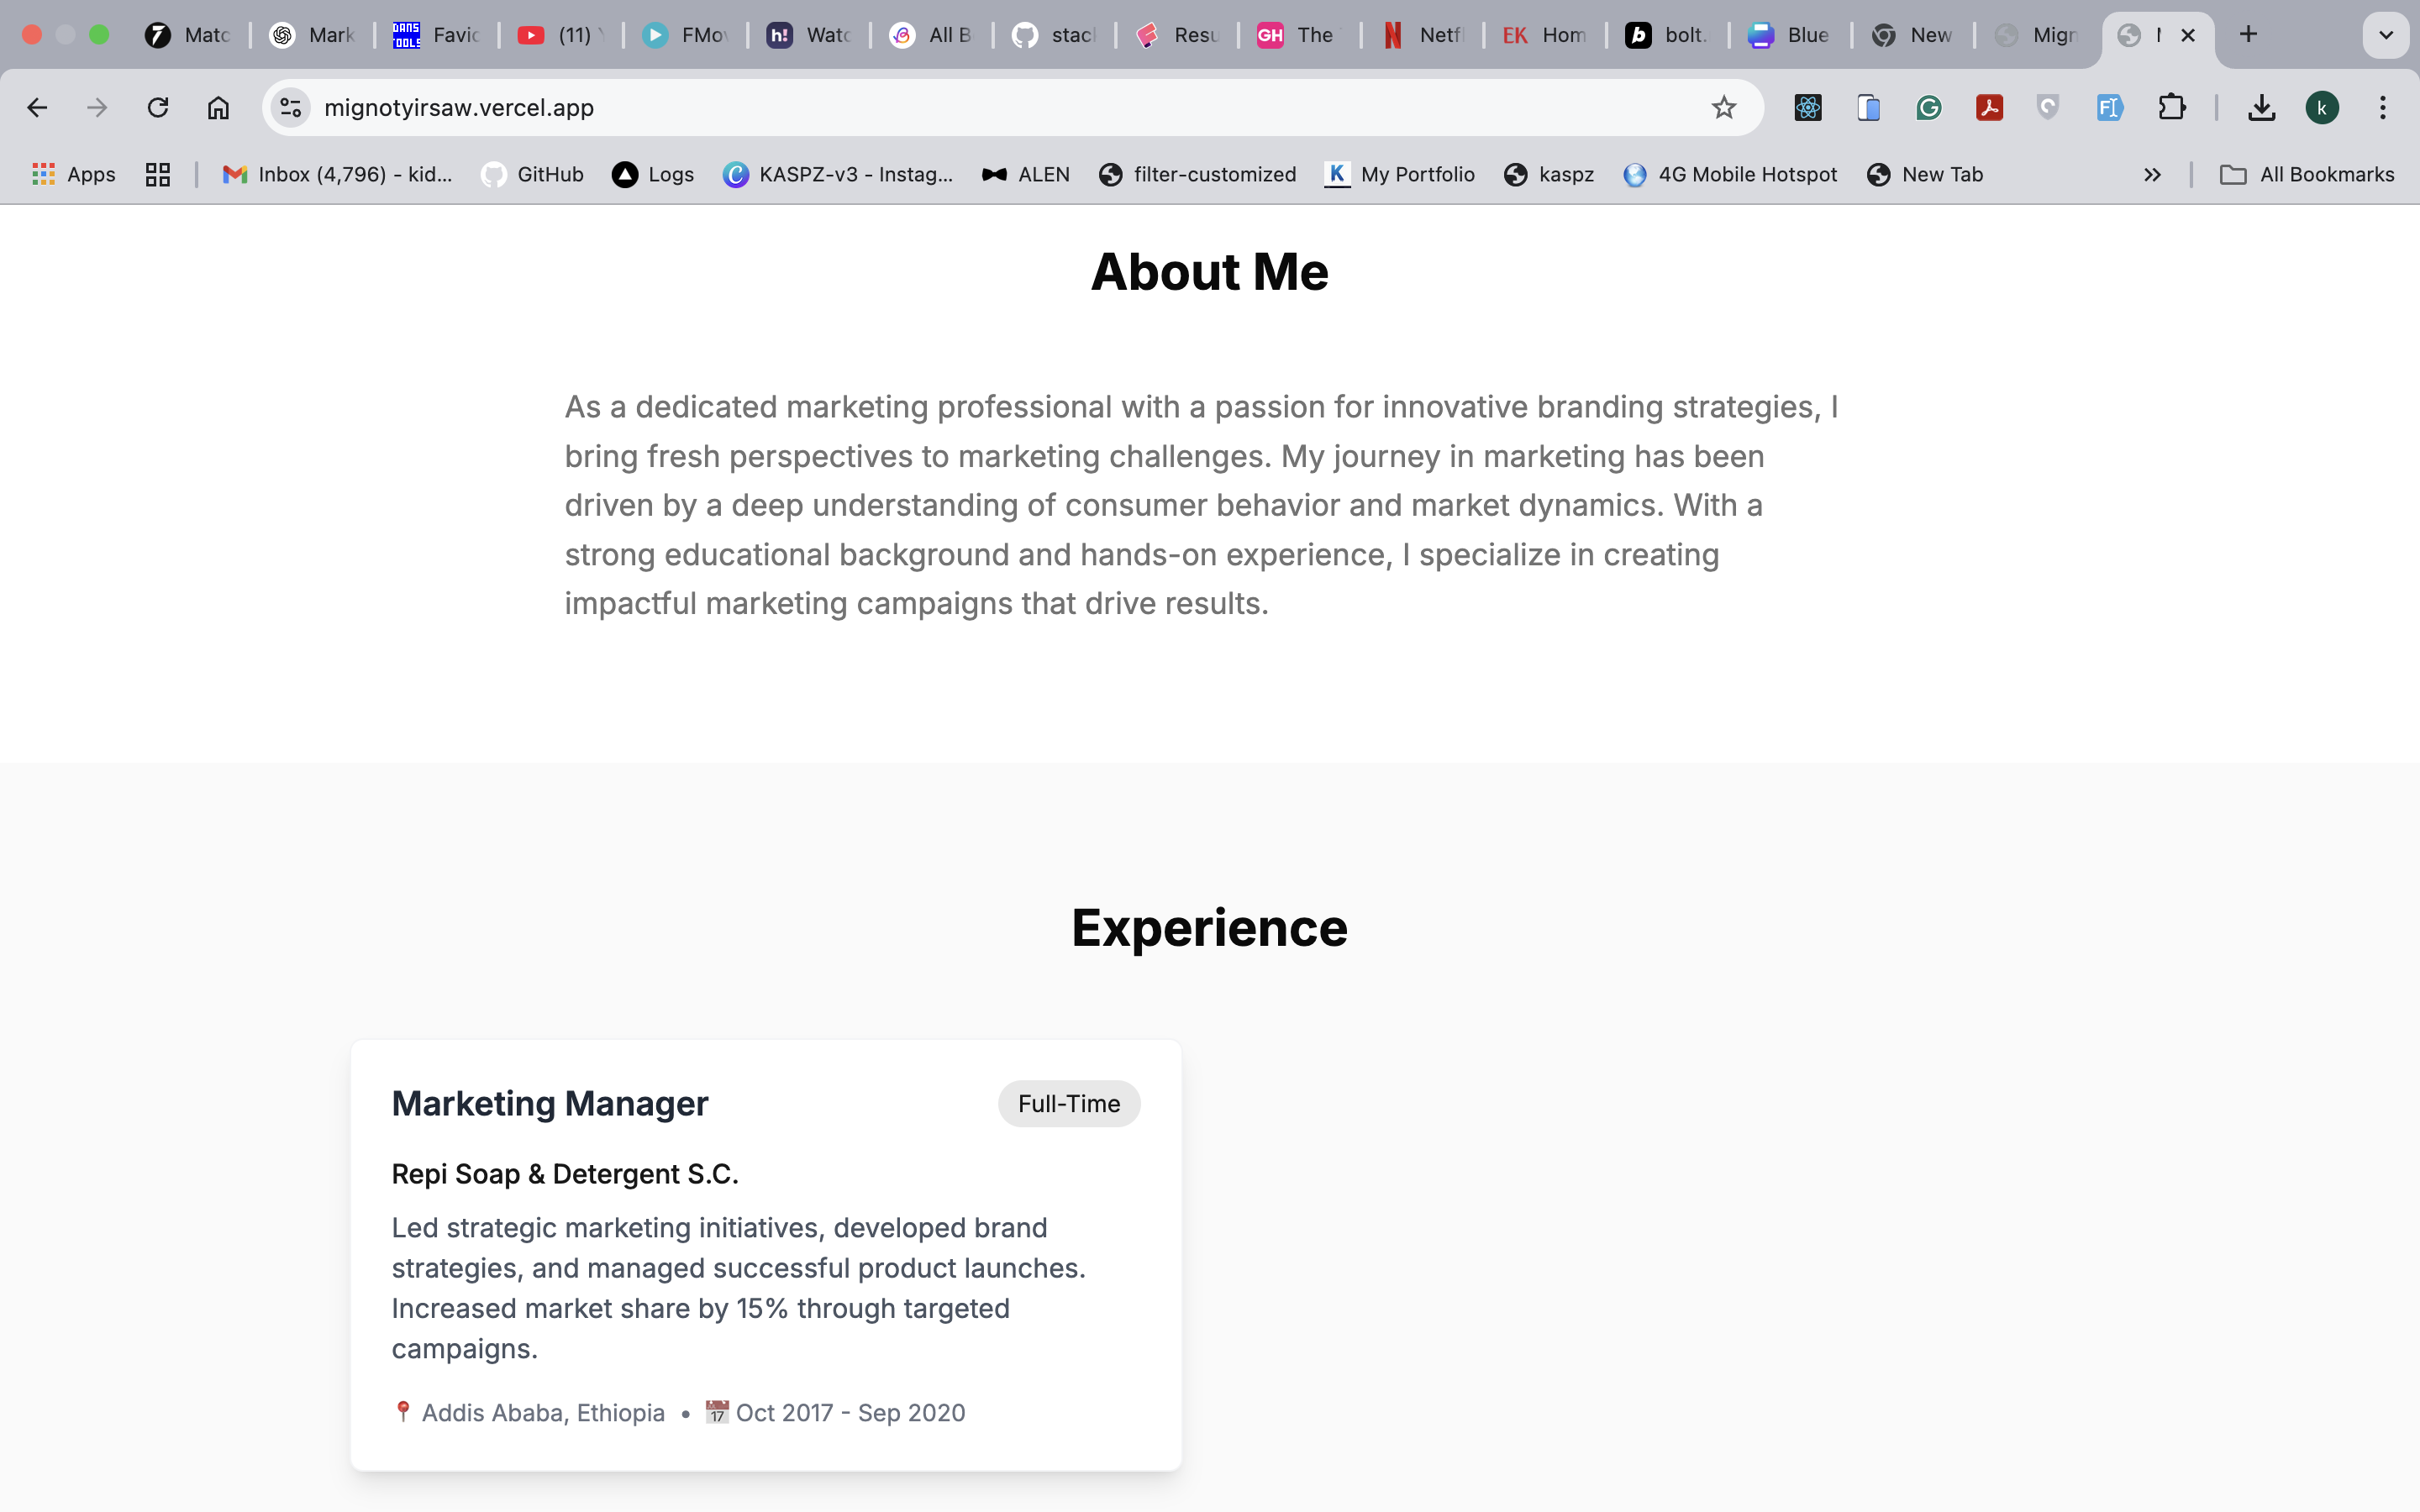 Matc
Mark
DANS TOOLS
Favic
(11) Y
FMov
h! Watc
All B
stacl
Resu
GH The
N Netf
EK Hom
b bolt.
Blue
New
Mign
mignotyirsaw.vercel.app
k
Apps
Inbox (4,796) - kid...
GitHub
Logs
KASPZ-v3 - Instag...
ALEN
filter-customized
K My Portfolio
kaspz
4G Mobile Hotspot
New Tab
All Bookmarks
About Me
As a dedicated marketing professional with a passion for innovative branding strategies, I
bring fresh perspectives to marketing challenges. My journey in marketing has been
driven by a deep understanding of consumer behavior and market dynamics. With a
strong educational background and hands-on experience, I specialize in creating
impactful marketing campaigns that drive results.
Experience
Marketing Manager
Full-Time
Repi Soap & Detergent S.C.
Led strategic marketing initiatives, developed brand
strategies, and managed successful product launches.
Increased market share by 15% through targeted
campaigns.
📍 Addis Ababa, Ethiopia • 📅 Oct 2017 - Sep 2020